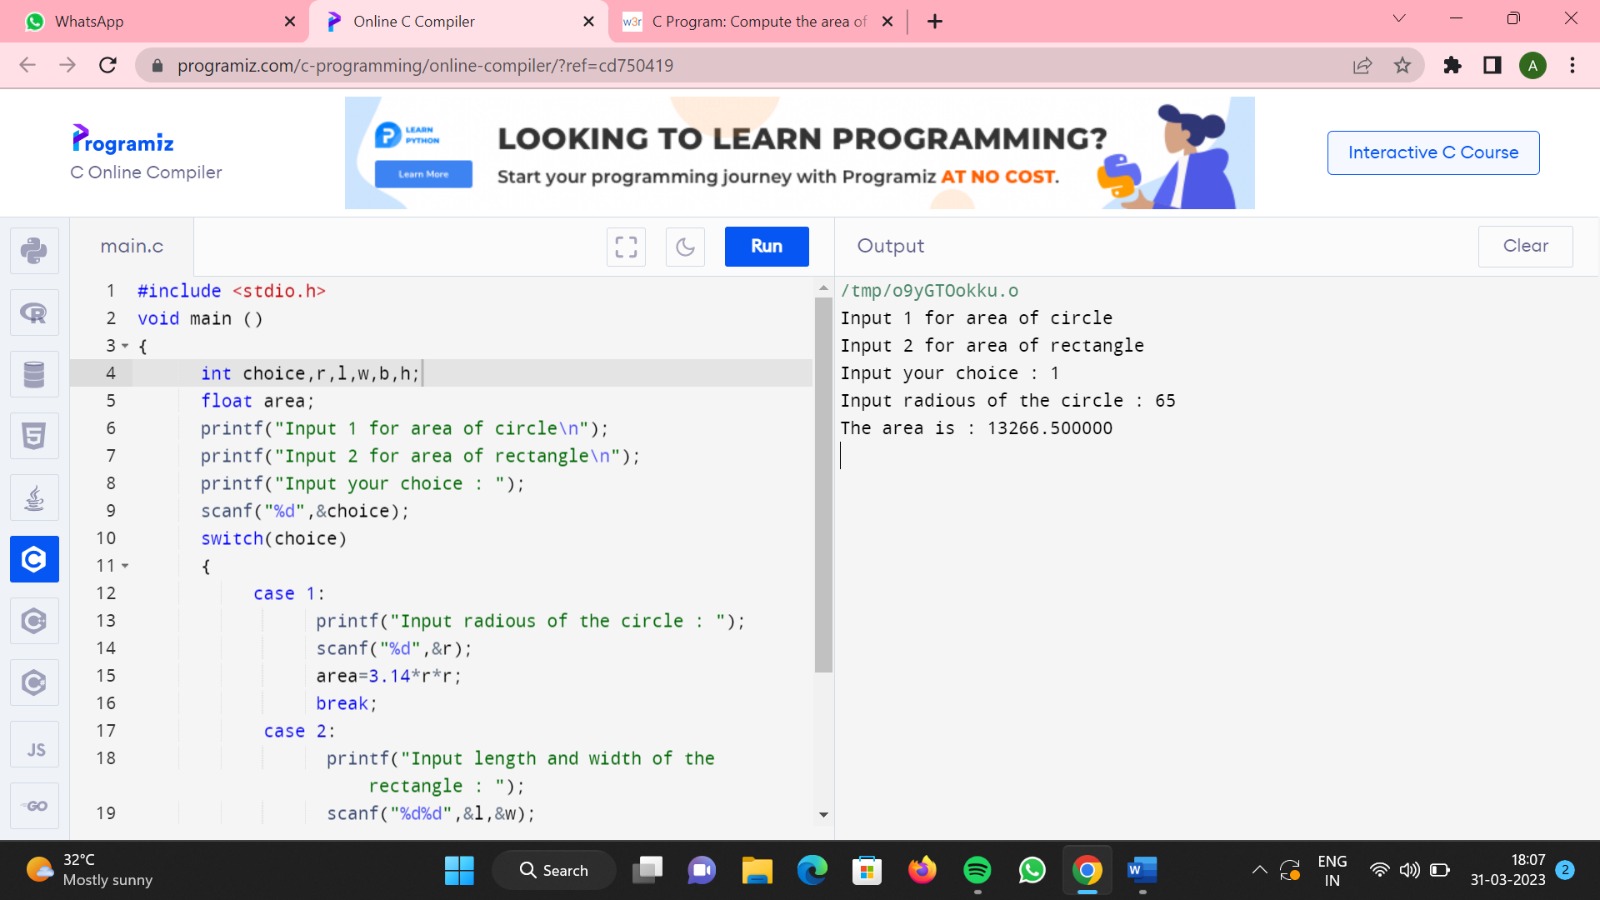 WhatsApp
Online C Compiler
w3r C Program: Compute the area of
programiz.com/c-programming/online-compiler/?ref=cd750419
A
Programiz
C Online Compiler
LEARN
PYTHON
Learn More
LOOKING TO LEARN PROGRAMMING?
Start your programming journey with Programiz AT NO COST.
Interactive C Course
main.c
Run
Output
Clear
1 #include <stdio.h>
2 void main ()
3 {
4 int choice,r,l,w,b,h;
5 float area;
6 printf("Input 1 for area of circle\n");
7 printf("Input 2 for area of rectangle\n");
8 printf("Input your choice : ");
9 scanf("%d",&choice);
10 switch(choice)
11 {
12 case 1:
13 printf("Input radious of the circle : ");
14 scanf("%d",&r);
15 area=3.14*r*r;
16 break;
17 case 2:
18 printf("Input length and width of the
rectangle : ");
19 scanf("%d%d",&l,&w);
/tmp/o9yGTOokku.o
Input 1 for area of circle
Input 2 for area of rectangle
Input your choice : 1
Input radious of the circle : 65
The area is : 13266.500000
R
5
C
C
C
JS
GO
32°C
Mostly sunny
Search
W
ENG
IN
18:07
31-03-2023
2